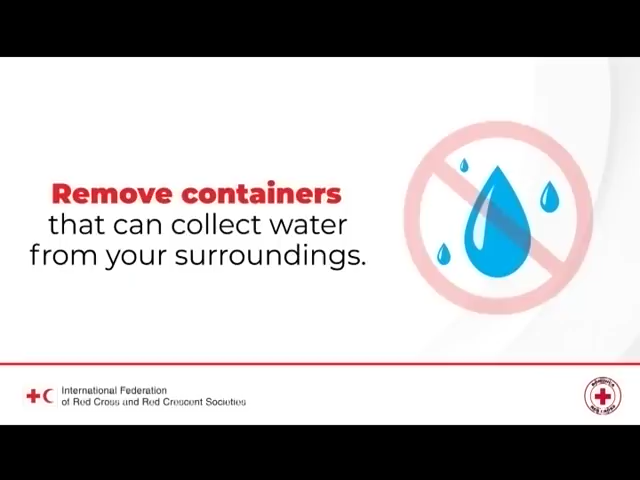 Remove containers
that can collect water
from your surroundings.
International Federation
of Red Cross and Red Crescent Societies